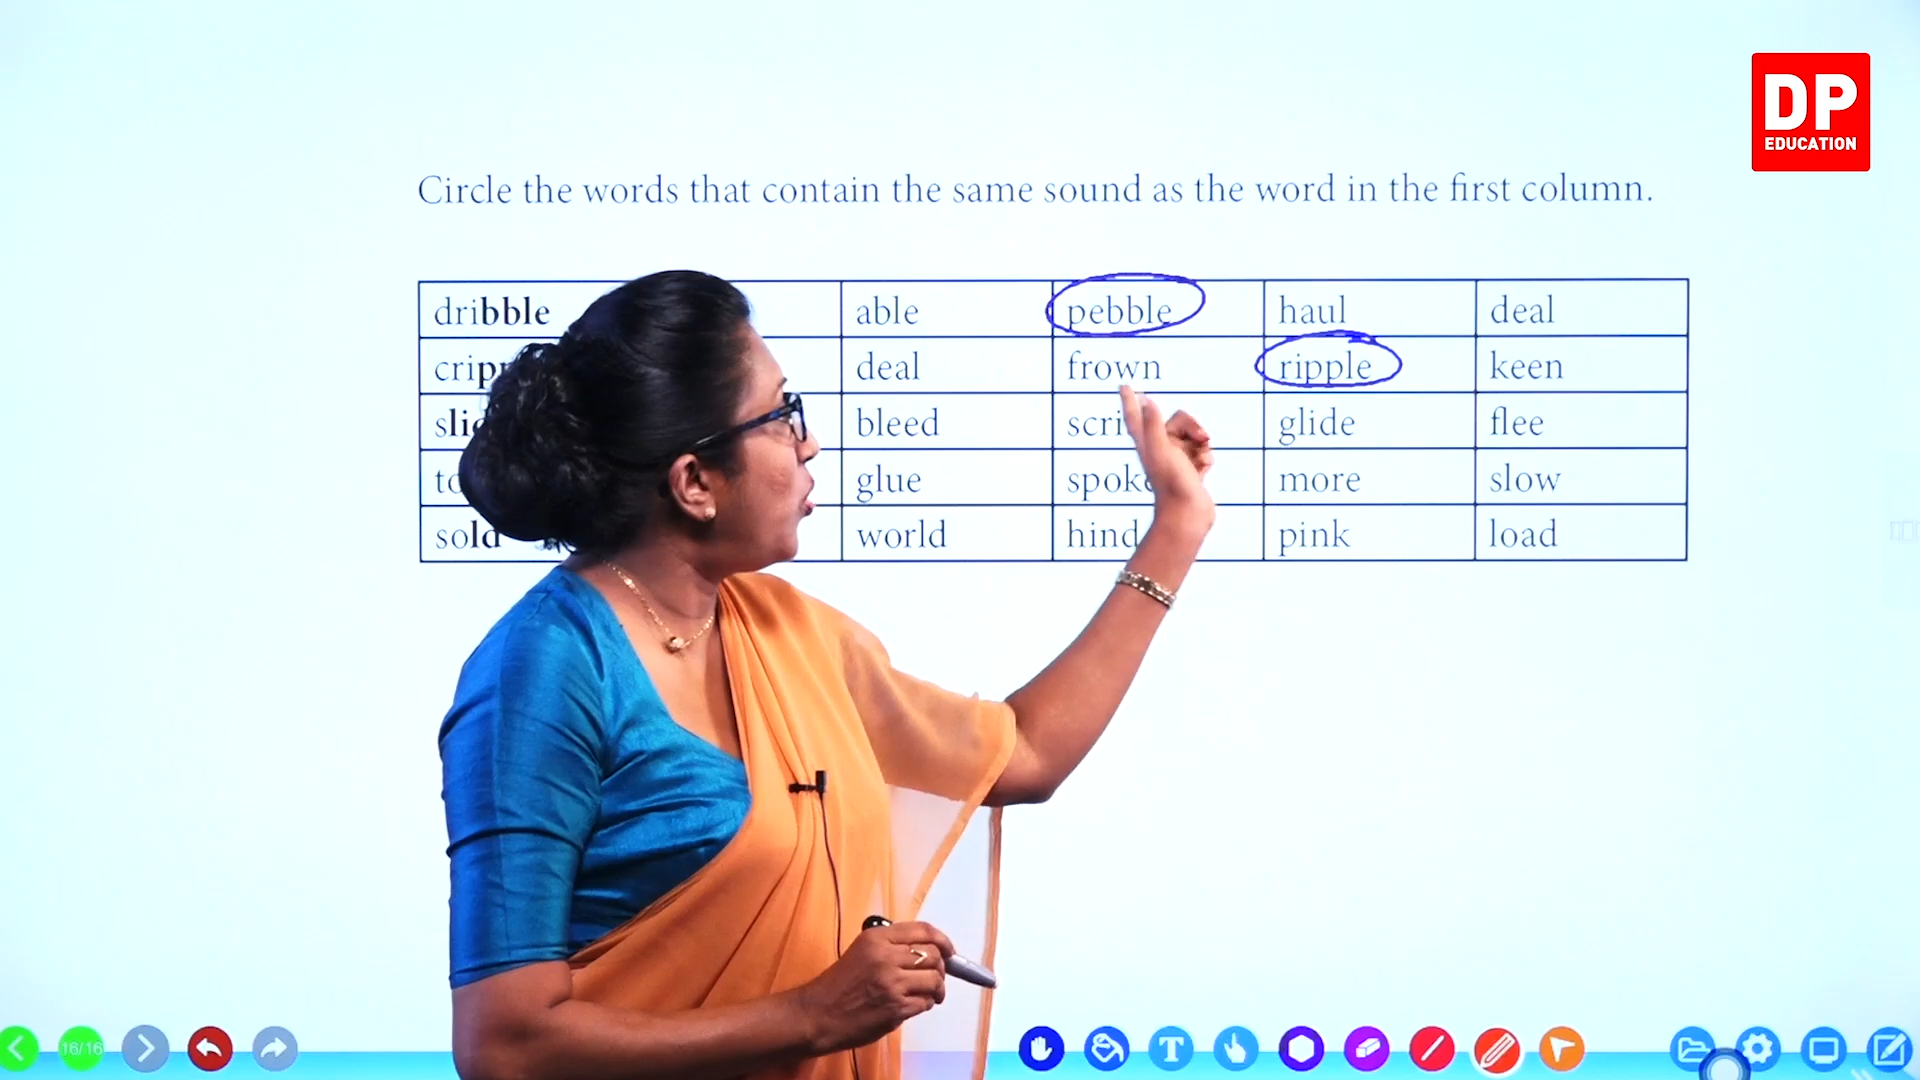 DP
EDUCATION
Circle the words that contain the same sound as the word in the first column.
dribble able pebble haul deal
deal frown ripple keen
bleed glide flee
glue more slow
sold world hind pink load
16/16
T